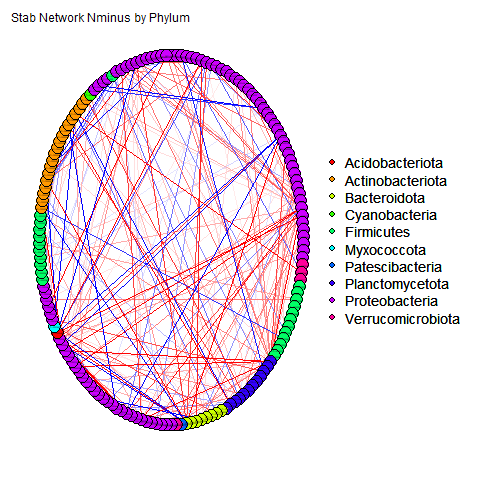 Stab Network Nminus by Phylum
Acidobacteriota
Actinobacteriota
Bacteroidota
Cyanobacteria
Firmicutes
Myxococcota
Patescibacteria
Planctomycetota
Proteobacteria
Verrucomicrobiota